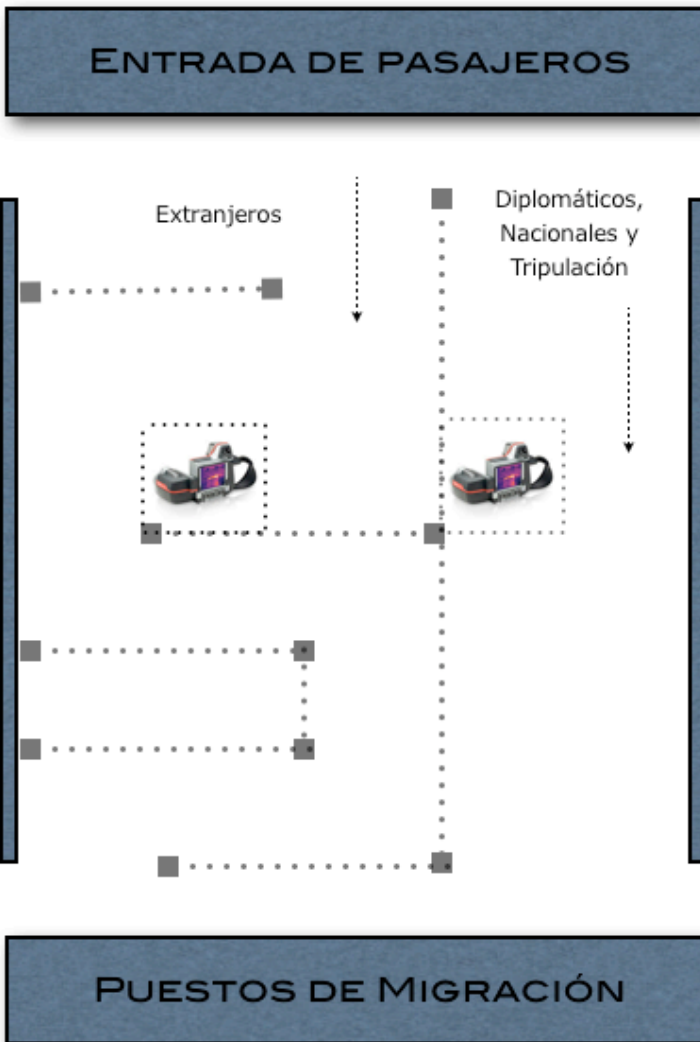 ENTRADA DE PASAJEROS
Extranjeros
Diplomáticos,
Nacionales y
Tripulación
PUESTOS DE MIGRACIÓN